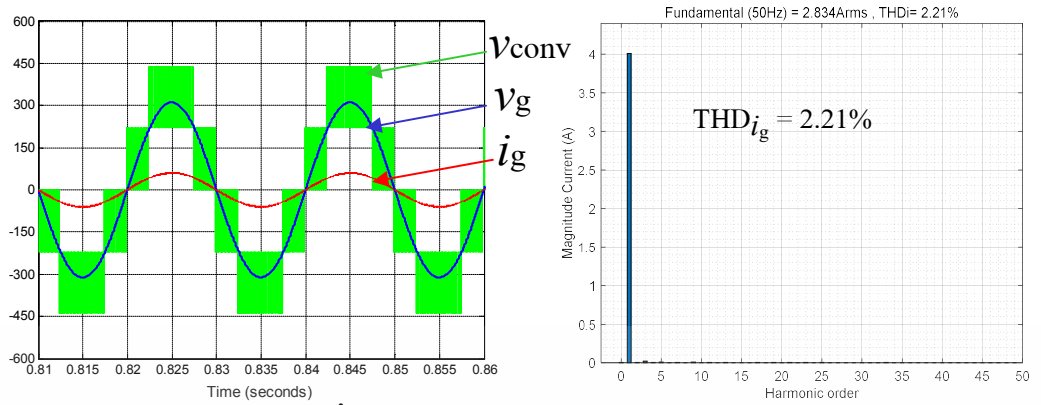 600
450
300
150
0
-150
-300
-450
-600
0.81 0.815 0.82 0.825 0.83 0.835 0.84 0.845 0.85 0.855 0.86
Time (seconds)
vconv
vg
ig
Fundamental (50Hz) = 2.834Arms , THDi= 2.21%
4
3.5
3
2.5
2
1.5
1
0.5
0
Magnitude Current (A)
THDig = 2.21%
0 5 10 15 20 25 30 35 40 45 50
Harmonic order